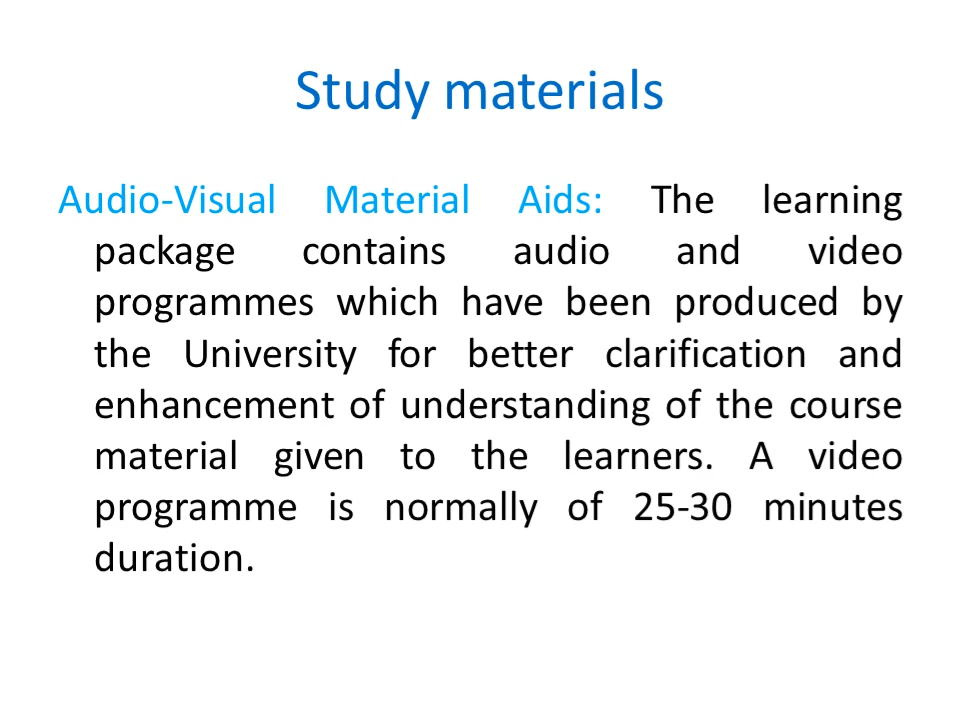 Study materials
Audio-Visual Material Aids: The learning
package contains audio and video
programmes which have been produced by
the University for better clarification and
enhancement of understanding of the course
material given to the learners. A video
programme is normally of 25-30 minutes
duration.